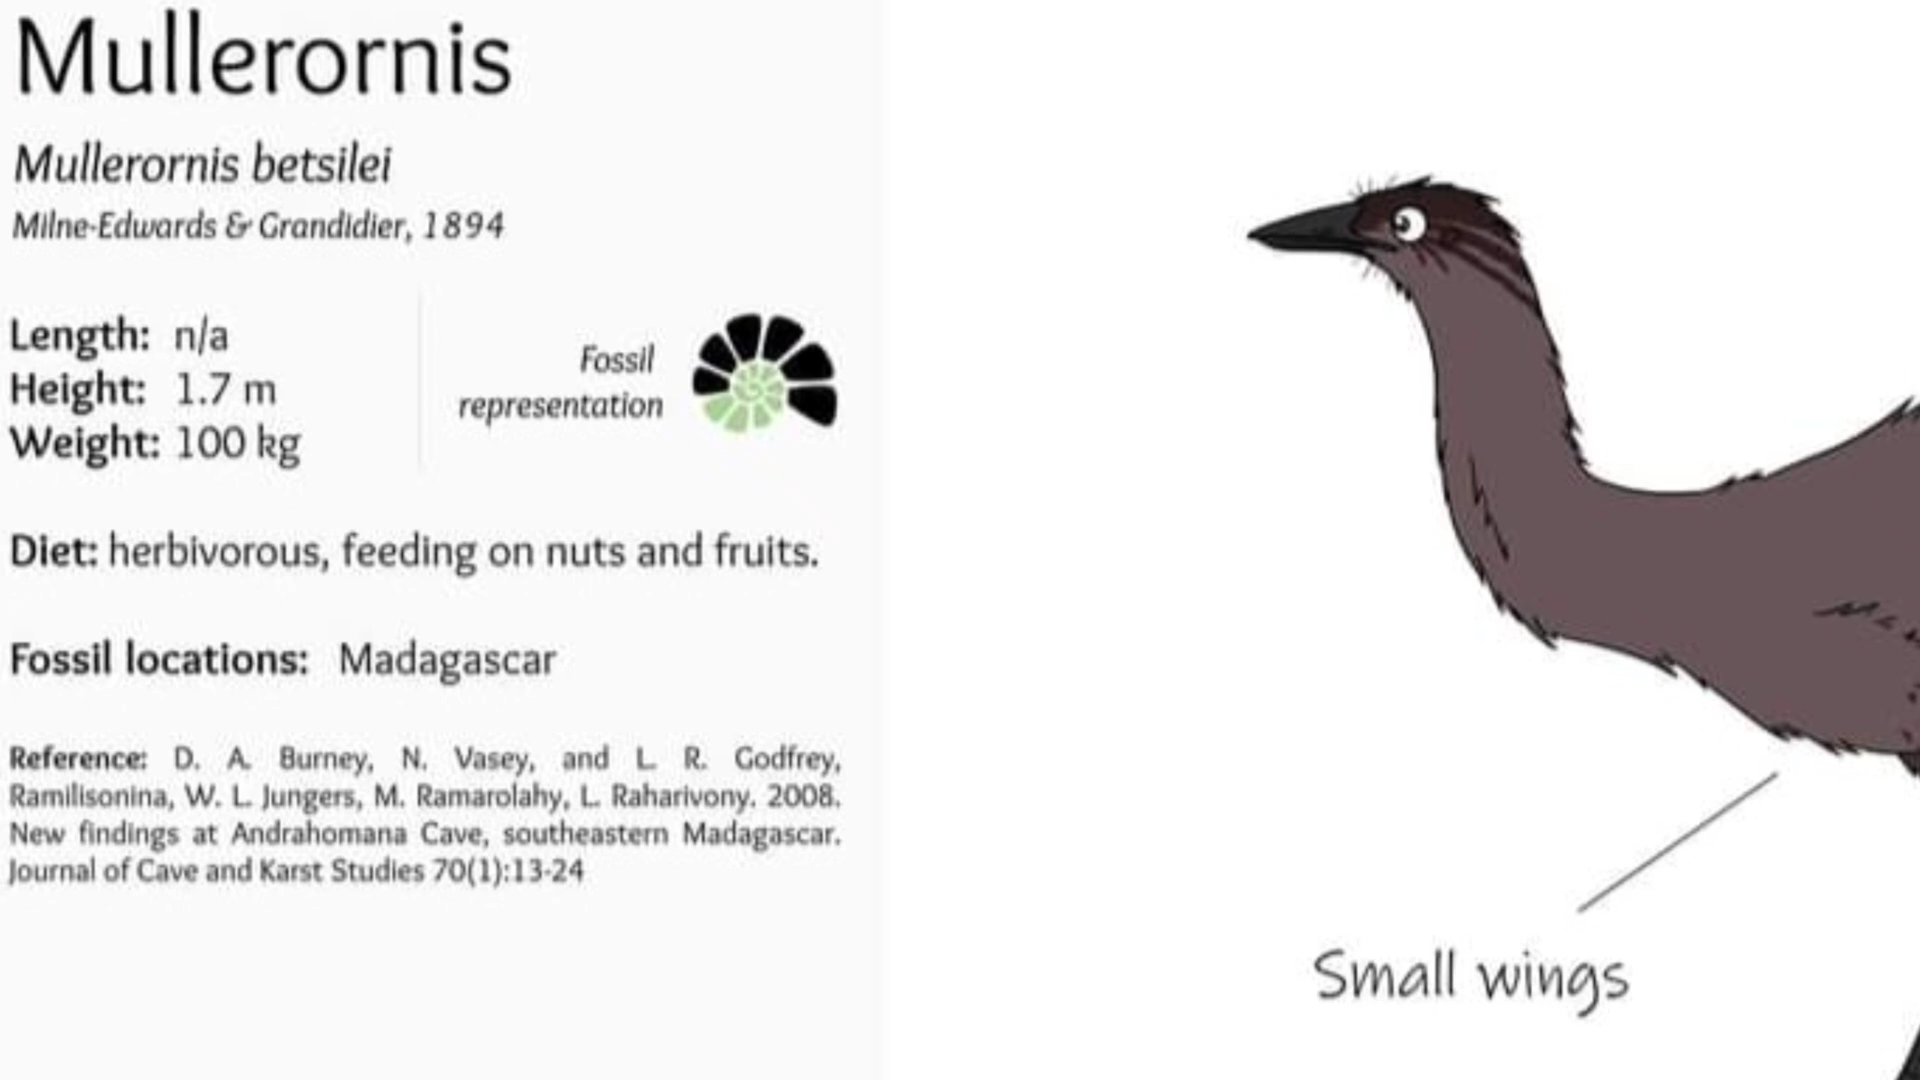 Mullerornis
Mullerornis betsilei
Milne-Edwards & Grandidier, 1894
Length: n/a
Height: 1.7 m
Weight: 100 kg
Fossil
representation
Diet: herbivorous, feeding on nuts and fruits.
Fossil locations: Madagascar
Reference: D. A. Burney, N. Vasey, and L. R. Godfrey,
Ramilisonina, W. L. Jungers, M. Ramarolahy, L. Raharivony. 2008.
New findings at Andrahomana Cave, southeastern Madagascar.
Journal of Cave and Karst Studies 70(1):13-24
Small wings